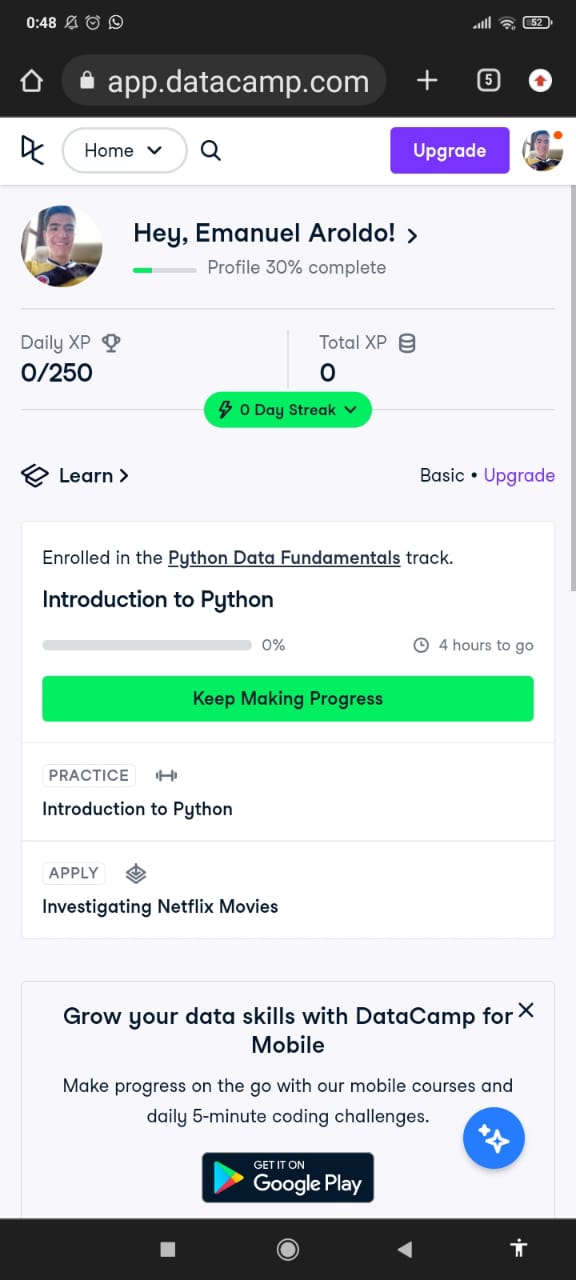 0:48 52
app.datacamp.com 5
Home Upgrade
Hey, Emanuel Aroldo!
Profile 30% complete
Daily XP Total XP
0/250 0
0 Day Streak
Learn Basic • Upgrade
Enrolled in the Python Data Fundamentals track.
Introduction to Python
0% 4 hours to go
Keep Making Progress
PRACTICE
Introduction to Python
APPLY
Investigating Netflix Movies
Grow your data skills with DataCamp for
Mobile
Make progress on the go with our mobile courses and
daily 5-minute coding challenges.
GET IT ON
Google Play